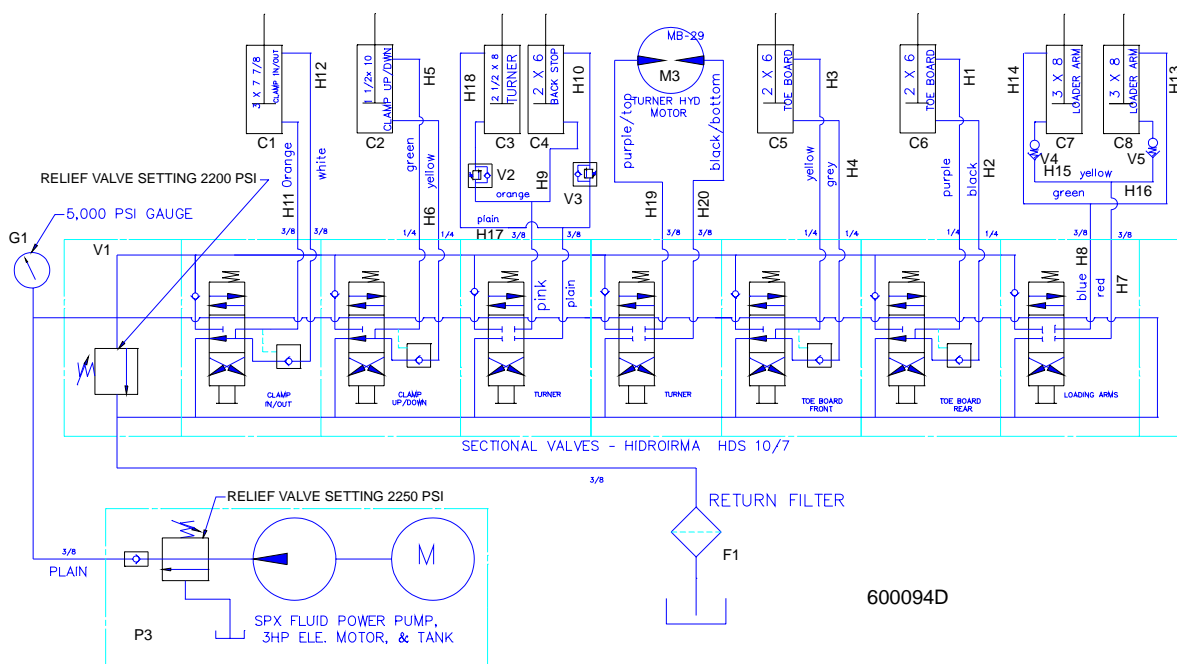 3 X 7 7/8
CLAMP IN/OUT
C1
H12
1 1/2x 10
CLAMP UP/DWN
C2
H5
H18
2 1/2 X 8
TURNER
C3
2 X 6
BACK STOP
C4
H10
MB-29
M3
TURNER HYD
MOTOR
purple/top
black/bottom
2 X 6
TOE BOARD
C5
H3
2 X 6
TOE BOARD
C6
H1
H14
3 X 8
LOADER ARM
C7
3 X 8
LOADER ARM
C8
H13
Orange
white
green
yellow
V2
H9
orange
V3
yellow
grey
H4
purple
black
H2
V4
V5
H15
yellow
H16
green
RELIEF VALVE SETTING 2200 PSI
H11
H6
plain
H17
H19
H20
5,000 PSI GAUGE
G1
3/8
3/8
1/4
1/4
3/8
3/8
3/8
3/8
1/4
1/4
1/4
1/4
3/8
3/8
V1
pink
plain
blue
H8
red
H7
CLAMP
IN/OUT
CLAMP
UP/DOWN
TURNER
TURNER
TOE BOARD
FRONT
TOE BOARD
REAR
LOADING ARMS
SECTIONAL VALVES - HIDROIRMA HDS 10/7
3/8
RELIEF VALVE SETTING 2250 PSI
RETURN FILTER
F1
3/8
PLAIN
M
SPX FLUID POWER PUMP,
3HP ELE. MOTOR, & TANK
P3
600094D